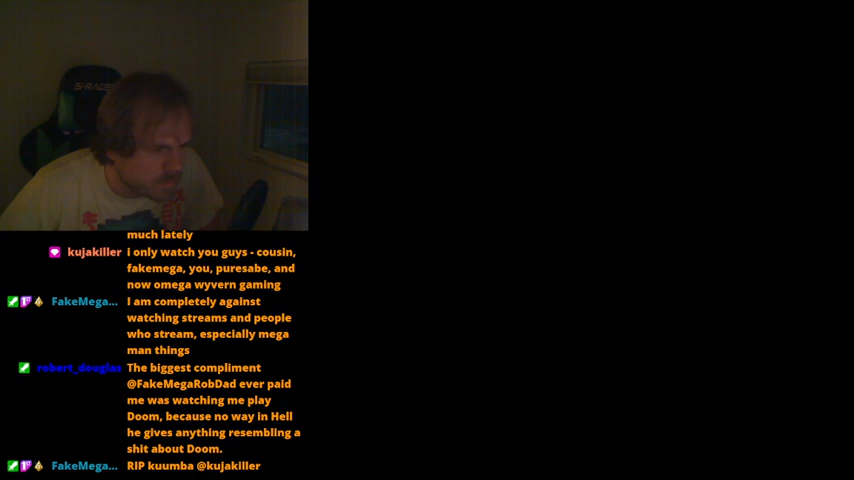 S-RACER
much lately
kujakiller i only watch you guys - cousin,
fakemega, you, puresabe, and
now omega wyvern gaming
FakeMega... I am completely against
watching streams and people
who stream, especially mega
man things
robert_douglas The biggest compliment
@FakeMegaRobDad ever paid
me was watching me play
Doom, because no way in Hell
he gives anything resembling a
shit about Doom.
FakeMega... RIP kuumba @kujakiller